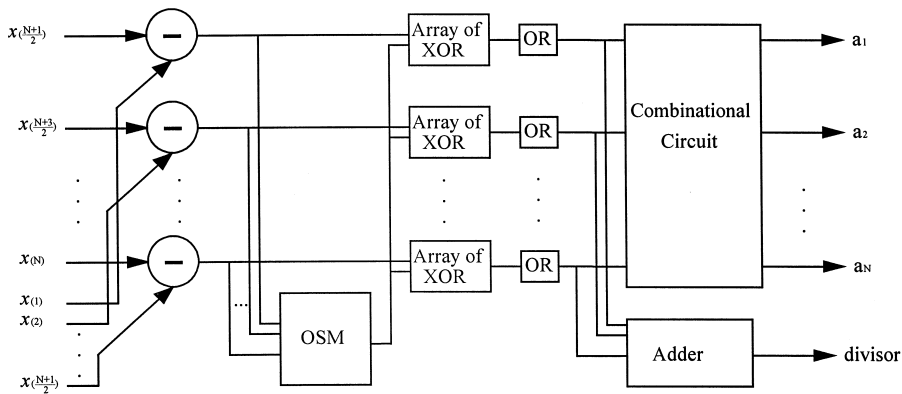 x(N+1/2) − Array of XOR OR a1
x(N+3/2) − Array of XOR OR Combinational Circuit a2
x(N) − Array of XOR OR aN
x(1)
x(2)
OSM Adder divisor
x(N+1/2)